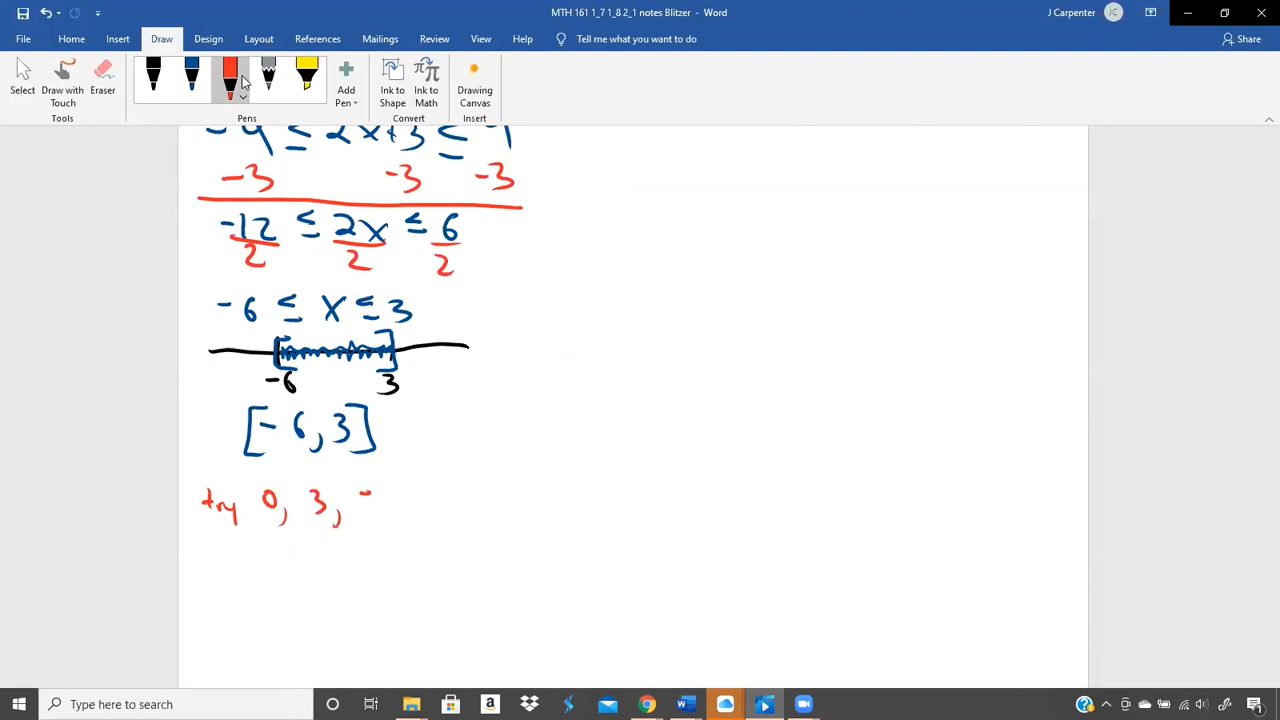 MTH 161 1_7 1_8 2_1 notes Blitzer - Word
J Carpenter JC
File Home Insert Draw Design Layout References Mailings Review View Help Tell me what you want to do Share
Select Draw with Touch Eraser Add Pen Ink to Shape Ink to Math Drawing Canvas
Tools Pens Convert Insert
≤ 2x+3 ≤
-3 -3 -3
-12 ≤ 2x ≤ 6
2 2 2
-6 ≤ x ≤ 3
[ ]
-6 3
[-6, 3]
try 0, 3,
Type here to search